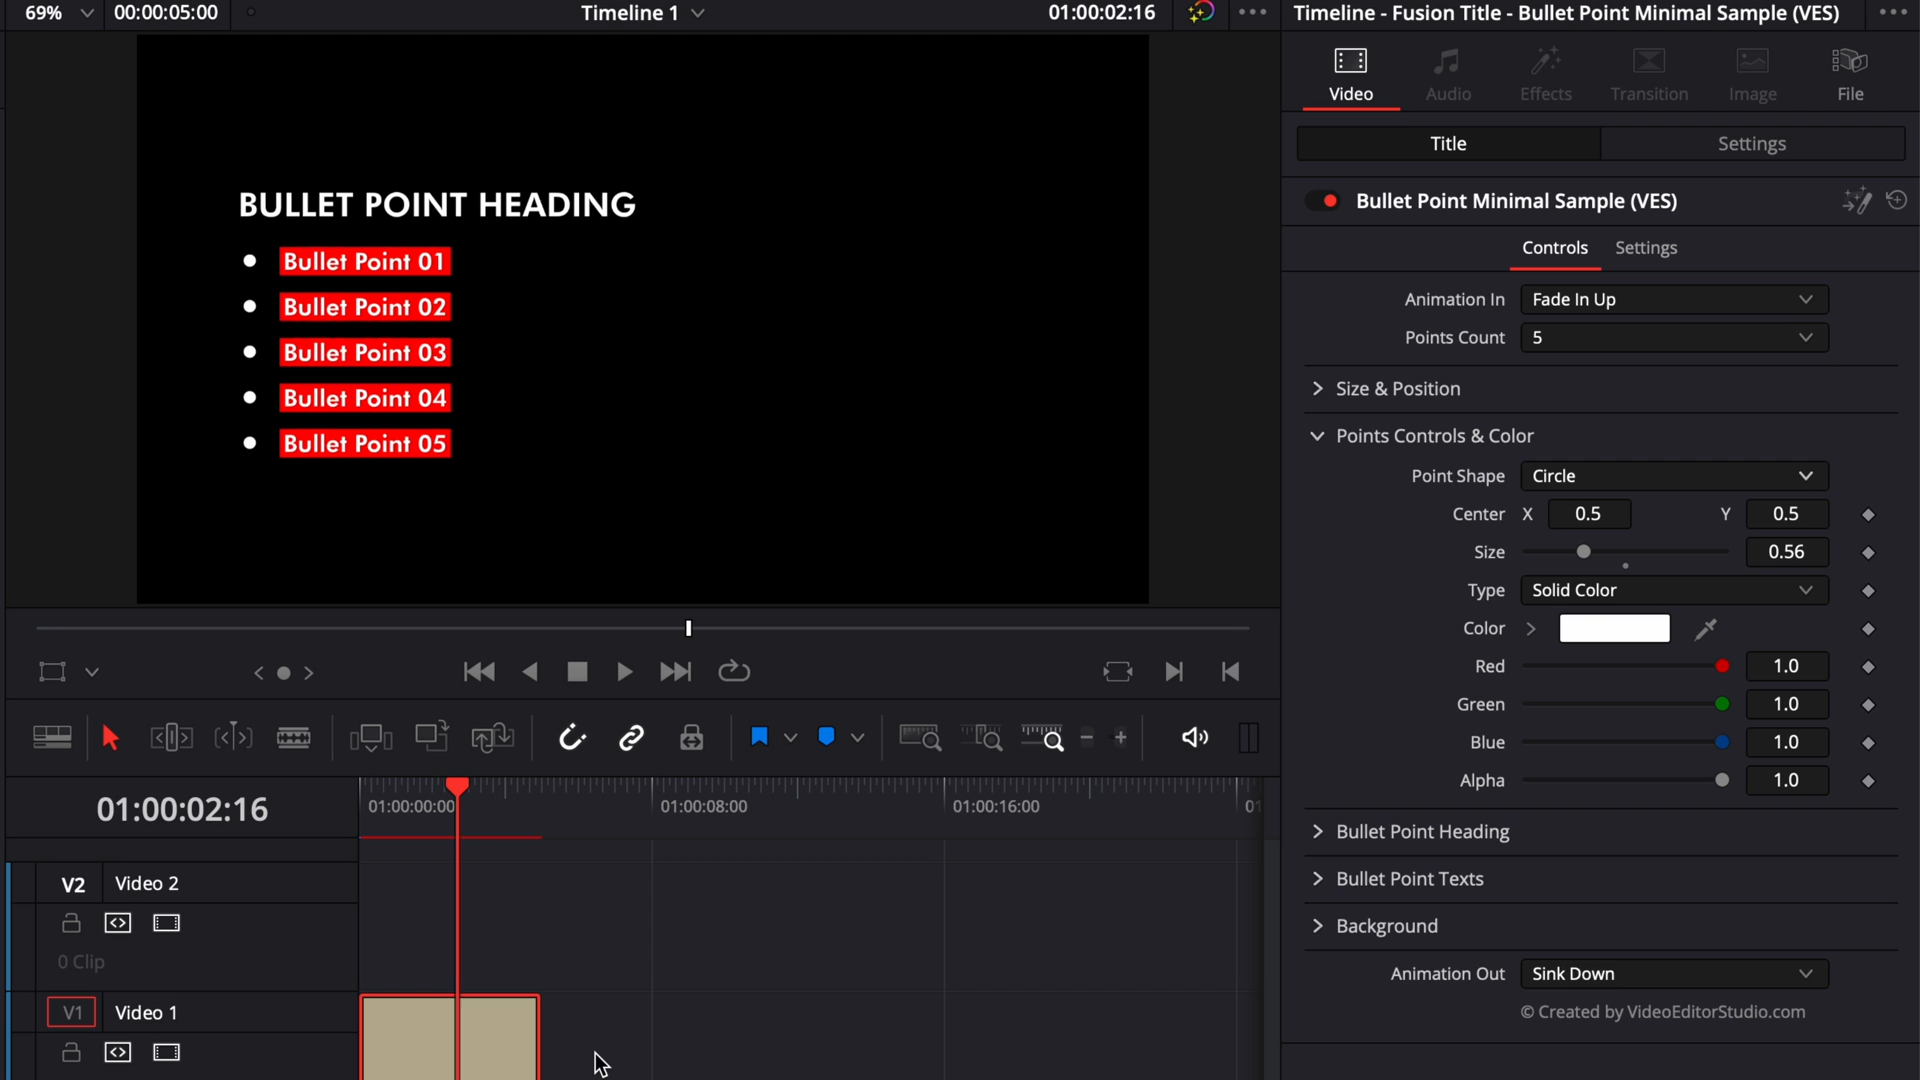 69% 00:00:05:00 Timeline 1 01:00:02:16 Timeline - Fusion Title - Bullet Point Minimal Sample (VES)
Video Audio Effects Transition Image File
Title Settings
Bullet Point Minimal Sample (VES)
Controls Settings
Animation In Fade In Up
Points Count 5
Size & Position
Points Controls & Color
Point Shape Circle
Center X 0.5 Y 0.5
Size 0.56
Type Solid Color
Color
Red 1.0
Green 1.0
Blue 1.0
Alpha 1.0
Bullet Point Heading
Bullet Point Texts
Background
Animation Out Sink Down
© Created by VideoEditorStudio.com
BULLET POINT HEADING
Bullet Point 01
Bullet Point 02
Bullet Point 03
Bullet Point 04
Bullet Point 05
01:00:02:16
01:00:00:00 01:00:08:00 01:00:16:00 01
V2 Video 2
0 Clip
V1 Video 1